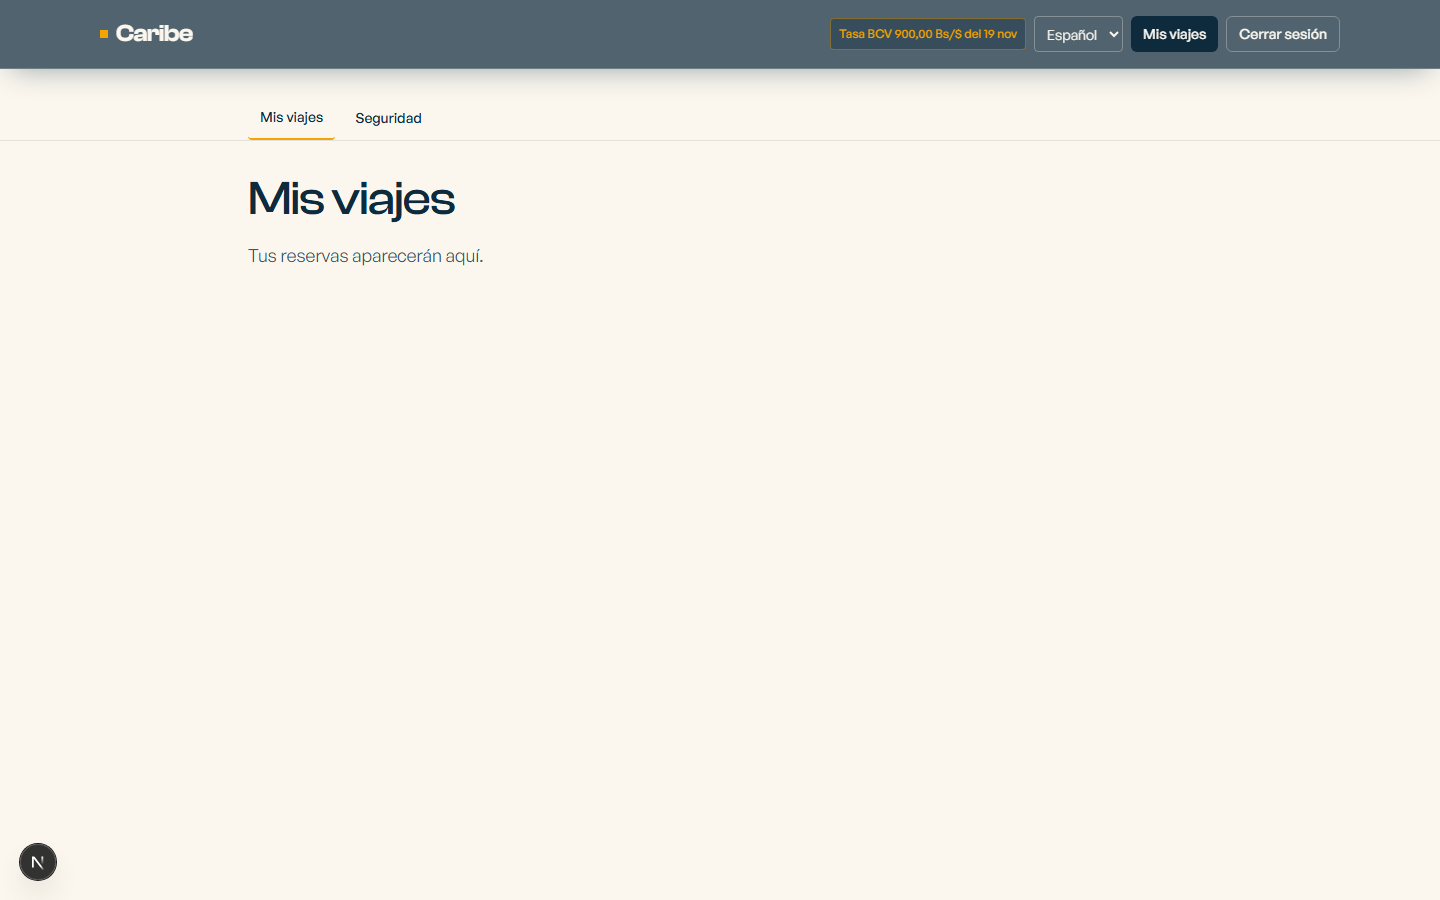 Caribe
Tasa BCV 900,00 Bs/$ del 19 nov
Español
Mis viajes
Cerrar sesión
Mis viajes
Seguridad
Mis viajes
Tus reservas aparecerán aquí.
N